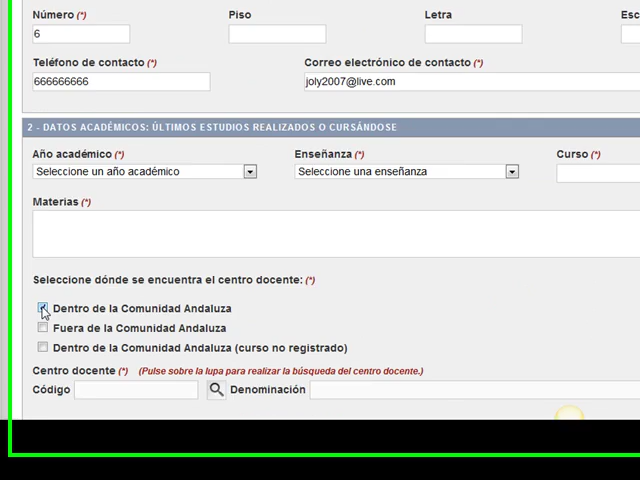 Número (*) Piso Letra Esc
6
Teléfono de contacto (*) Correo electrónico de contacto (*)
666666666 joly2007@live.com
2 - DATOS ACADÉMICOS: ÚLTIMOS ESTUDIOS REALIZADOS O CURSÁNDOSE
Año académico (*) Enseñanza (*) Curso (*)
Seleccione un año académico Seleccione una enseñanza
Materias (*)
Seleccione dónde se encuentra el centro docente: (*)
Dentro de la Comunidad Andaluza
Fuera de la Comunidad Andaluza
Dentro de la Comunidad Andaluza (curso no registrado)
Centro docente (*) (Pulse sobre la lupa para realizar la búsqueda del centro docente.)
Código Denominación